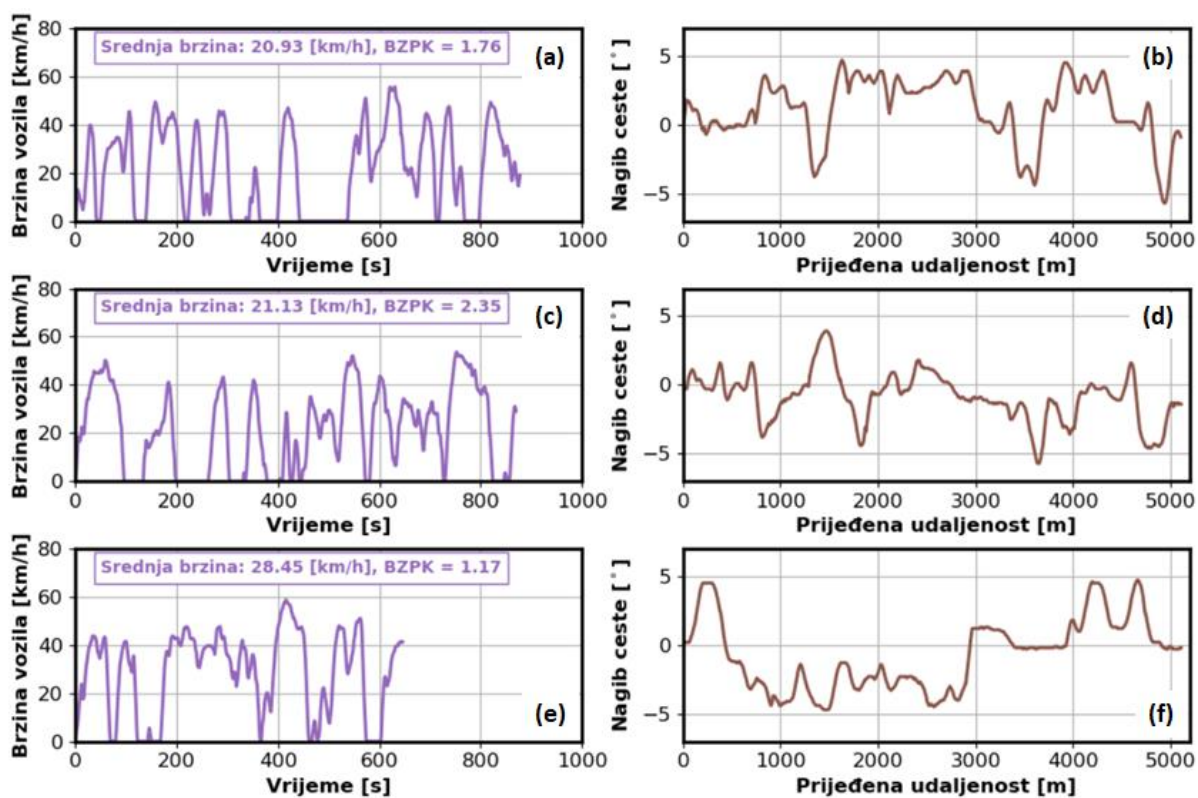 Brzina vozila [km/h]
80
60
40
20
0
Srednja brzina: 20.93 [km/h], BZPK = 1.76
(a)
0 200 400 600 800 1000
Vrijeme [s]
Nagib ceste [°]
5
0
−5
(b)
0 1000 2000 3000 4000 5000
Prijeđena udaljenost [m]
Brzina vozila [km/h]
80
60
40
20
0
Srednja brzina: 21.13 [km/h], BZPK = 2.35
(c)
0 200 400 600 800 1000
Vrijeme [s]
Nagib ceste [°]
5
0
−5
(d)
0 1000 2000 3000 4000 5000
Prijeđena udaljenost [m]
Brzina vozila [km/h]
80
60
40
20
0
Srednja brzina: 28.45 [km/h], BZPK = 1.17
(e)
0 200 400 600 800 1000
Vrijeme [s]
Nagib ceste [°]
5
0
−5
(f)
0 1000 2000 3000 4000 5000
Prijeđena udaljenost [m]